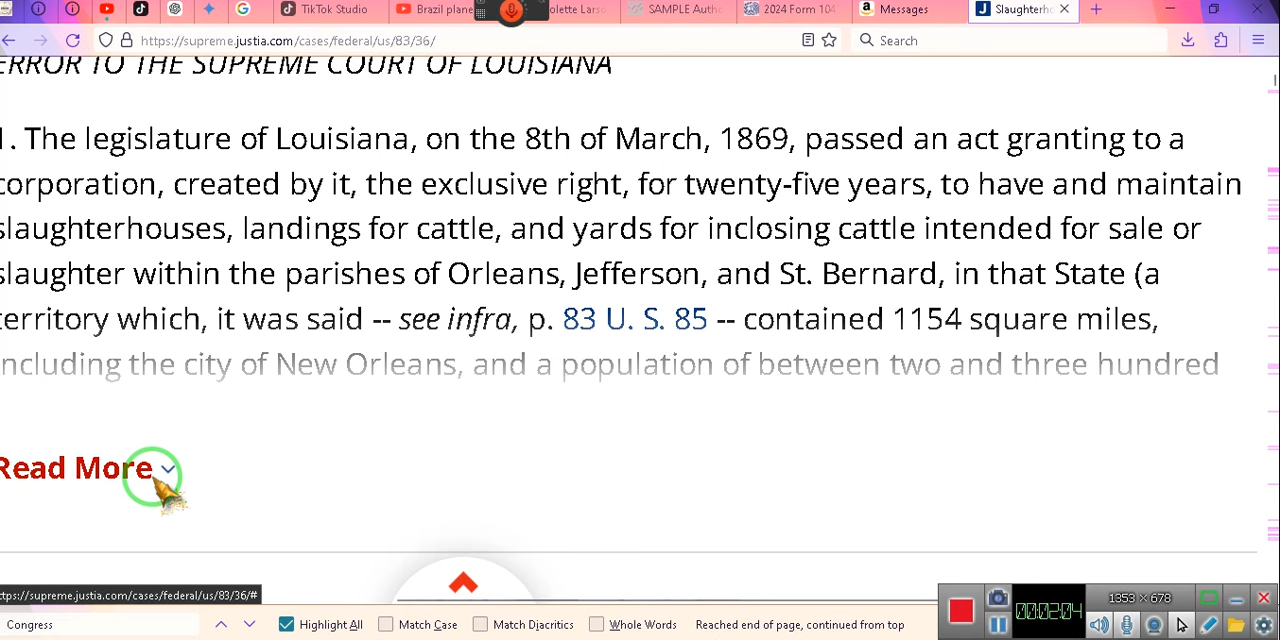 TikTok Studio
Brazil plane
olette Lars
SAMPLE Autho
2024 Form 104
Messages
Slaughterho
https://supreme.justia.com/cases/federal/us/83/36/
Search
ERROR TO THE SUPREME COURT OF LOUISIANA
1. The legislature of Louisiana, on the 8th of March, 1869, passed an act granting to a
corporation, created by it, the exclusive right, for twenty-five years, to have and maintain
slaughterhouses, landings for cattle, and yards for inclosing cattle intended for sale or
slaughter within the parishes of Orleans, Jefferson, and St. Bernard, in that State (a
territory which, it was said -- see infra, p. 83 U. S. 85 -- contained 1154 square miles,
including the city of New Orleans, and a population of between two and three hundred
Read More
ttps://supreme.justia.com/cases/federal/us/83/36/#
00:02:04
1353 × 678
Congress
Highlight All
Match Case
Match Diacritics
Whole Words
Reached end of page, continued from top